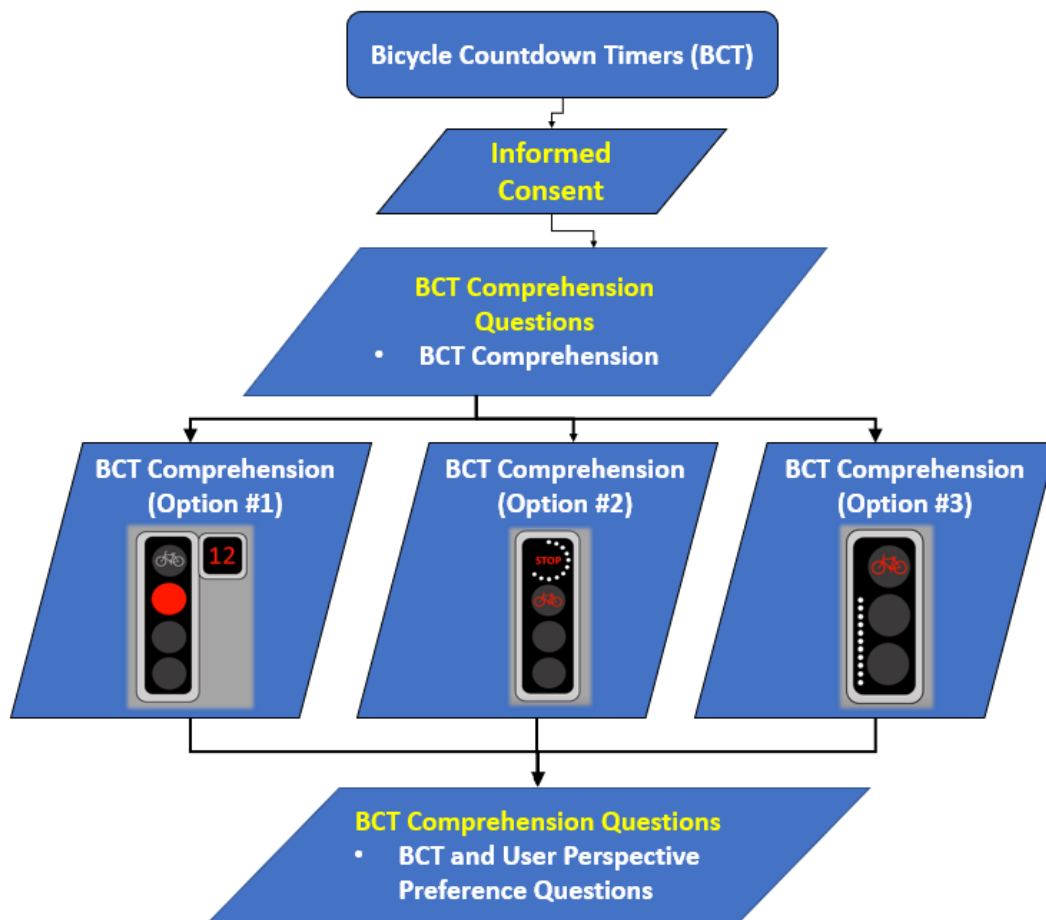 Bicycle Countdown Timers (BCT)
Informed
Consent
BCT Comprehension
Questions
• BCT Comprehension
BCT Comprehension
(Option #1)
12
BCT Comprehension
(Option #2)
STOP
BCT Comprehension
(Option #3)
BCT Comprehension Questions
• BCT and User Perspective
Preference Questions